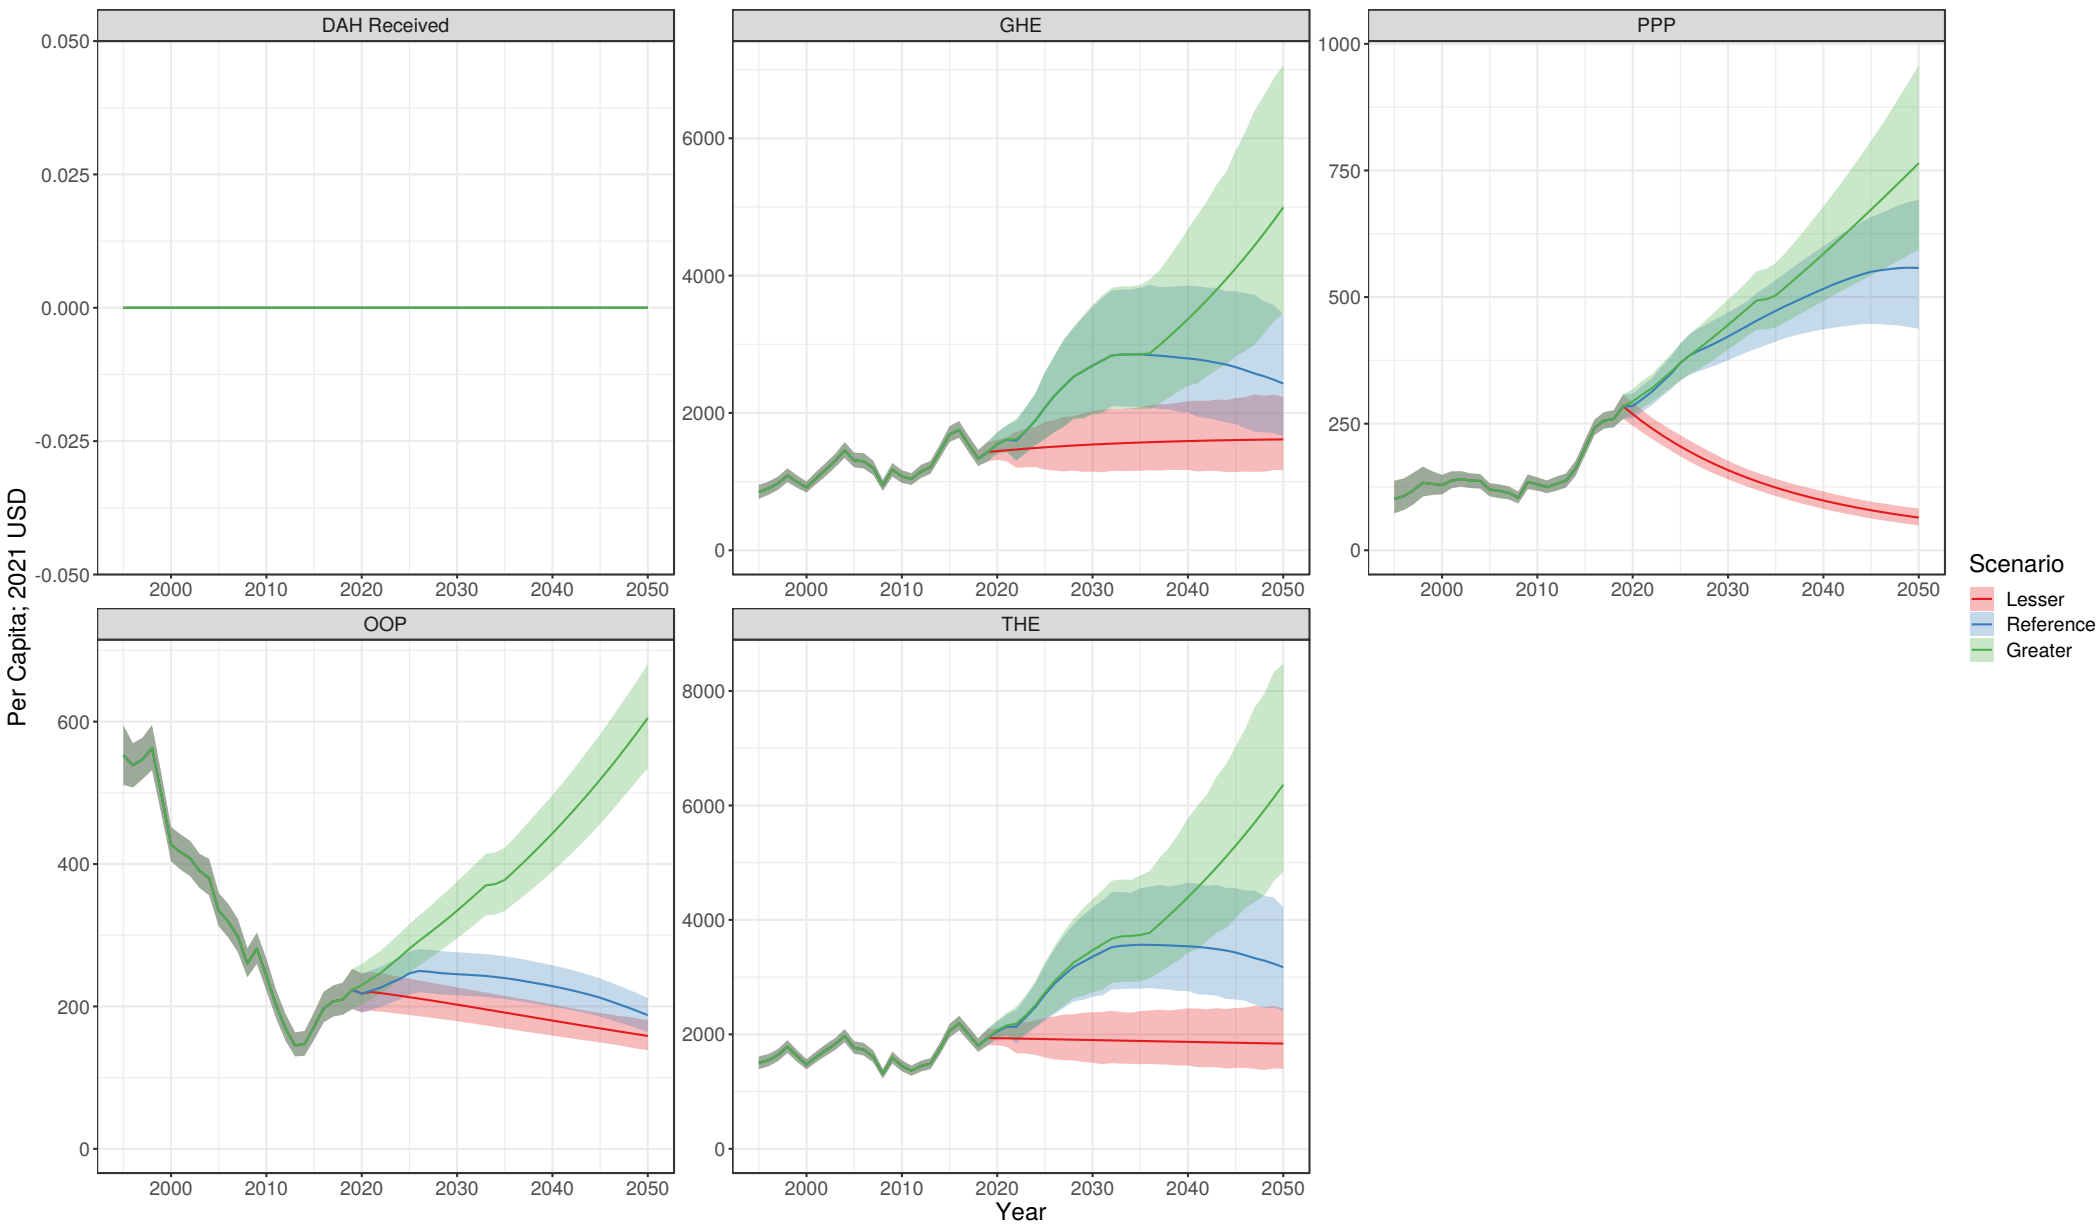 DAH Received
GHE
PPP
0.050
0.025
0.000
-0.025
-0.050
6000
4000
2000
0
1000
750
500
250
0
2000 2010 2020 2030 2040 2050
2000 2010 2020 2030 2040 2050
2000 2010 2020 2030 2040 2050
Per Capita; 2021 USD
OOP
THE
600
400
200
0
8000
6000
4000
2000
0
2000 2010 2020 2030 2040 2050
2000 2010 2020 2030 2040 2050
Year
Scenario
Lesser
Reference
Greater